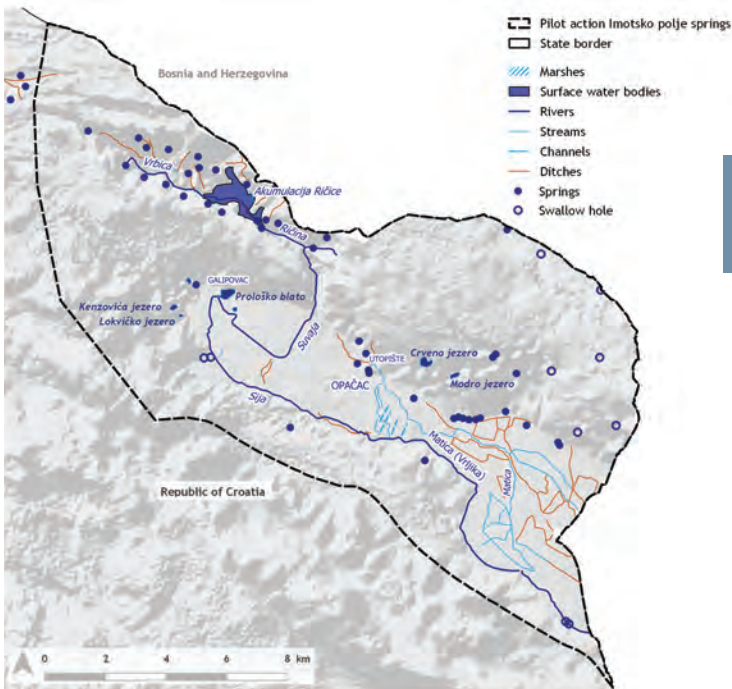 Pilot action Imotsko polje springs
State border
Marshes
Surface water bodies
Rivers
Streams
Channels
Ditches
Springs
Swallow hole
Bosnia and Herzegovina
Vrbica
Akumulacija Ričice
Ričina
GALIPOVAC
Prološko blato
Kenzovića jezero
Lokvičko jezero
Suvaja
UTOPIŠTE
Crveno jezero
OPAČAC
Modro jezero
Sija
Matica (Vrljika)
Matica
Republic of Croatia
0 2 4 6 8 km